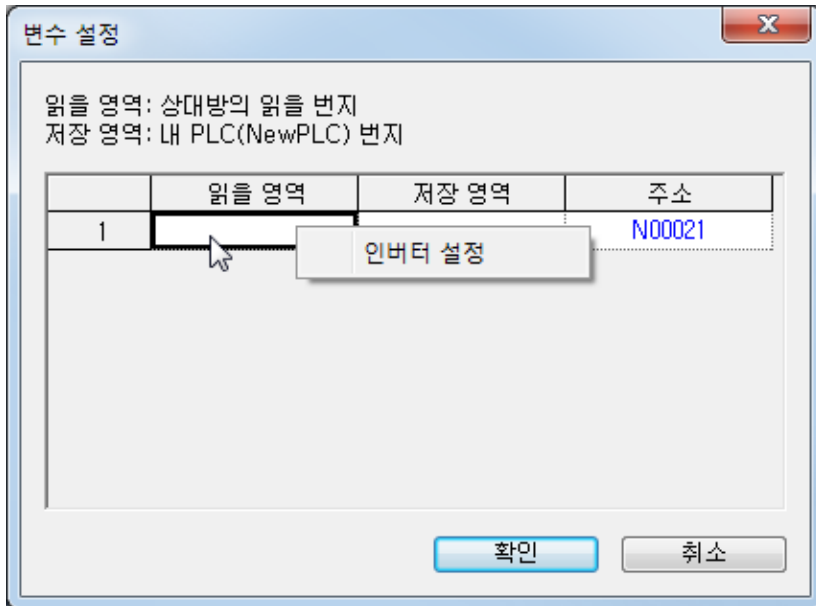 변수 설정
읽을 영역: 상대방의 읽을 번지
저장 영역: 내 PLC(NewPLC) 번지
읽을 영역 저장 영역 주소
1 N00021
인버터 설정
확인 취소